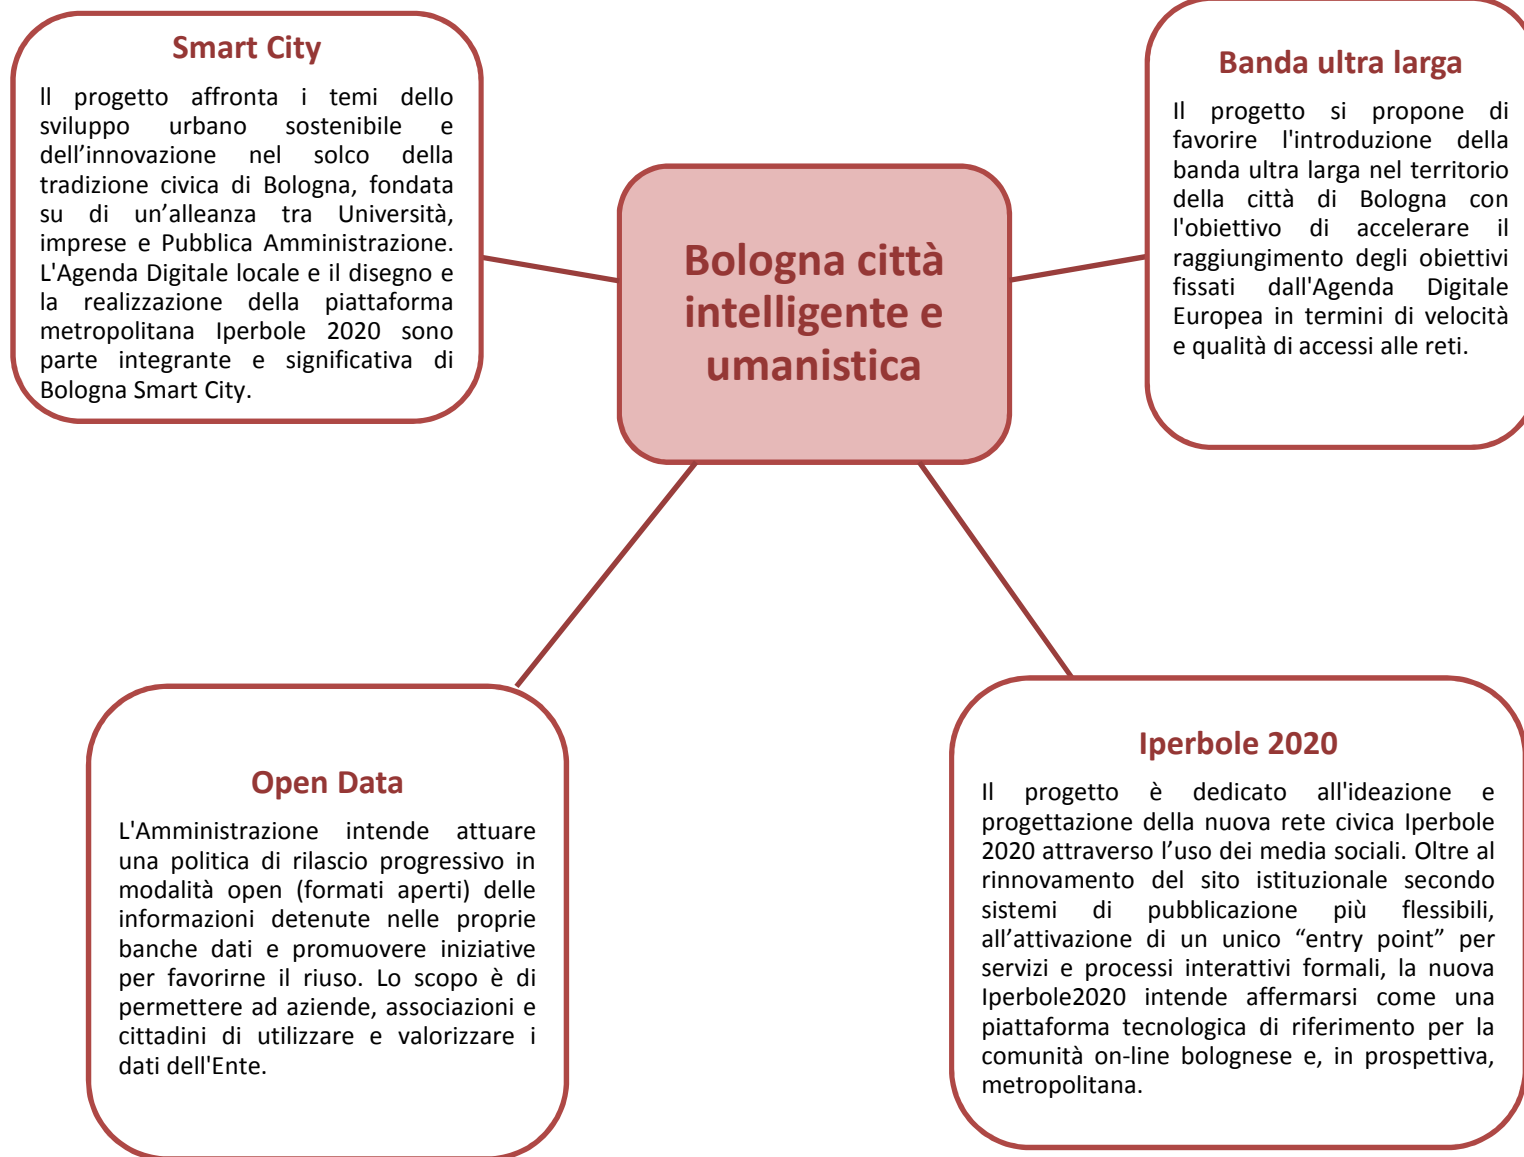 Smart City
Il progetto affronta i temi dello
sviluppo urbano sostenibile e
dell’innovazione nel solco della
tradizione civica di Bologna, fondata
su di un’alleanza tra Università,
imprese e Pubblica Amministrazione.
L'Agenda Digitale locale e il disegno e
la realizzazione della piattaforma
metropolitana Iperbole 2020 sono
parte integrante e significativa di
Bologna Smart City.
Banda ultra larga
Il progetto si propone di
favorire l'introduzione della
banda ultra larga nel territorio
della città di Bologna con
l'obiettivo di accelerare il
raggiungimento degli obiettivi
fissati dall'Agenda Digitale
Europea in termini di velocità
e qualità di accessi alle reti.
Bologna città
intelligente e
umanistica
Open Data
L'Amministrazione intende attuare
una politica di rilascio progressivo in
modalità open (formati aperti) delle
informazioni detenute nelle proprie
banche dati e promuovere iniziative
per favorirne il riuso. Lo scopo è di
permettere ad aziende, associazioni e
cittadini di utilizzare e valorizzare i
dati dell'Ente.
Iperbole 2020
Il progetto è dedicato all'ideazione e
progettazione della nuova rete civica Iperbole
2020 attraverso l’uso dei media sociali. Oltre al
rinnovamento del sito istituzionale secondo
sistemi di pubblicazione più flessibili,
all’attivazione di un unico “entry point” per
servizi e processi interattivi formali, la nuova
Iperbole2020 intende affermarsi come una
piattaforma tecnologica di riferimento per la
comunità on-line bolognese e, in prospettiva,
metropolitana.